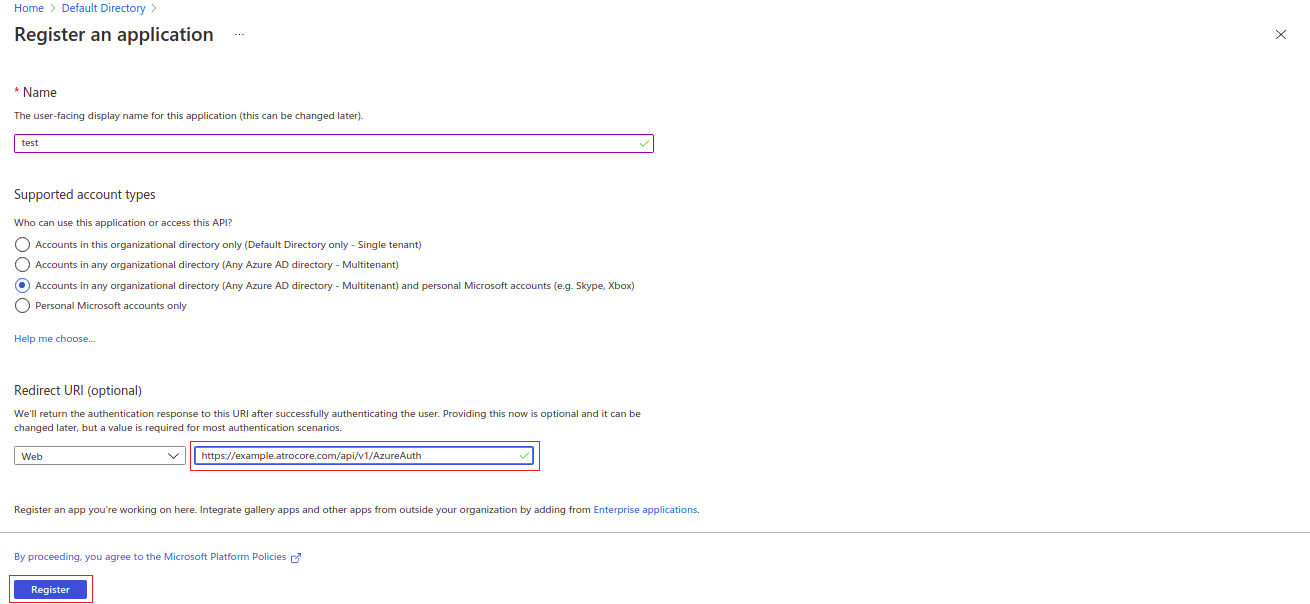 Home > Default Directory >
Register an application ...
* Name
The user-facing display name for this application (this can be changed later).
test
Supported account types
Who can use this application or access this API?
Accounts in this organizational directory only (Default Directory only - Single tenant)
Accounts in any organizational directory (Any Azure AD directory - Multitenant)
Accounts in any organizational directory (Any Azure AD directory - Multitenant) and personal Microsoft accounts (e.g. Skype, Xbox)
Personal Microsoft accounts only
Help me choose...
Redirect URI (optional)
We'll return the authentication response to this URI after successfully authenticating the user. Providing this now is optional and it can be
changed later, but a value is required for most authentication scenarios.
Web https://example.atrocore.com/api/v1/AzureAuth
Register an app you're working on here. Integrate gallery apps and other apps from outside your organization by adding from Enterprise applications.
By proceeding, you agree to the Microsoft Platform Policies
Register